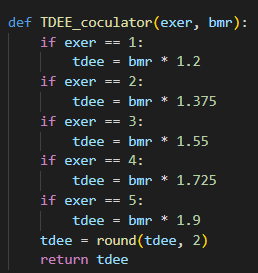 def TDEE_coculator(exer, bmr):
    if exer == 1:
        tdee = bmr * 1.2
    if exer == 2:
        tdee = bmr * 1.375
    if exer == 3:
        tdee = bmr * 1.55
    if exer == 4:
        tdee = bmr * 1.725
    if exer == 5:
        tdee = bmr * 1.9
    tdee = round(tdee, 2)
    return tdee